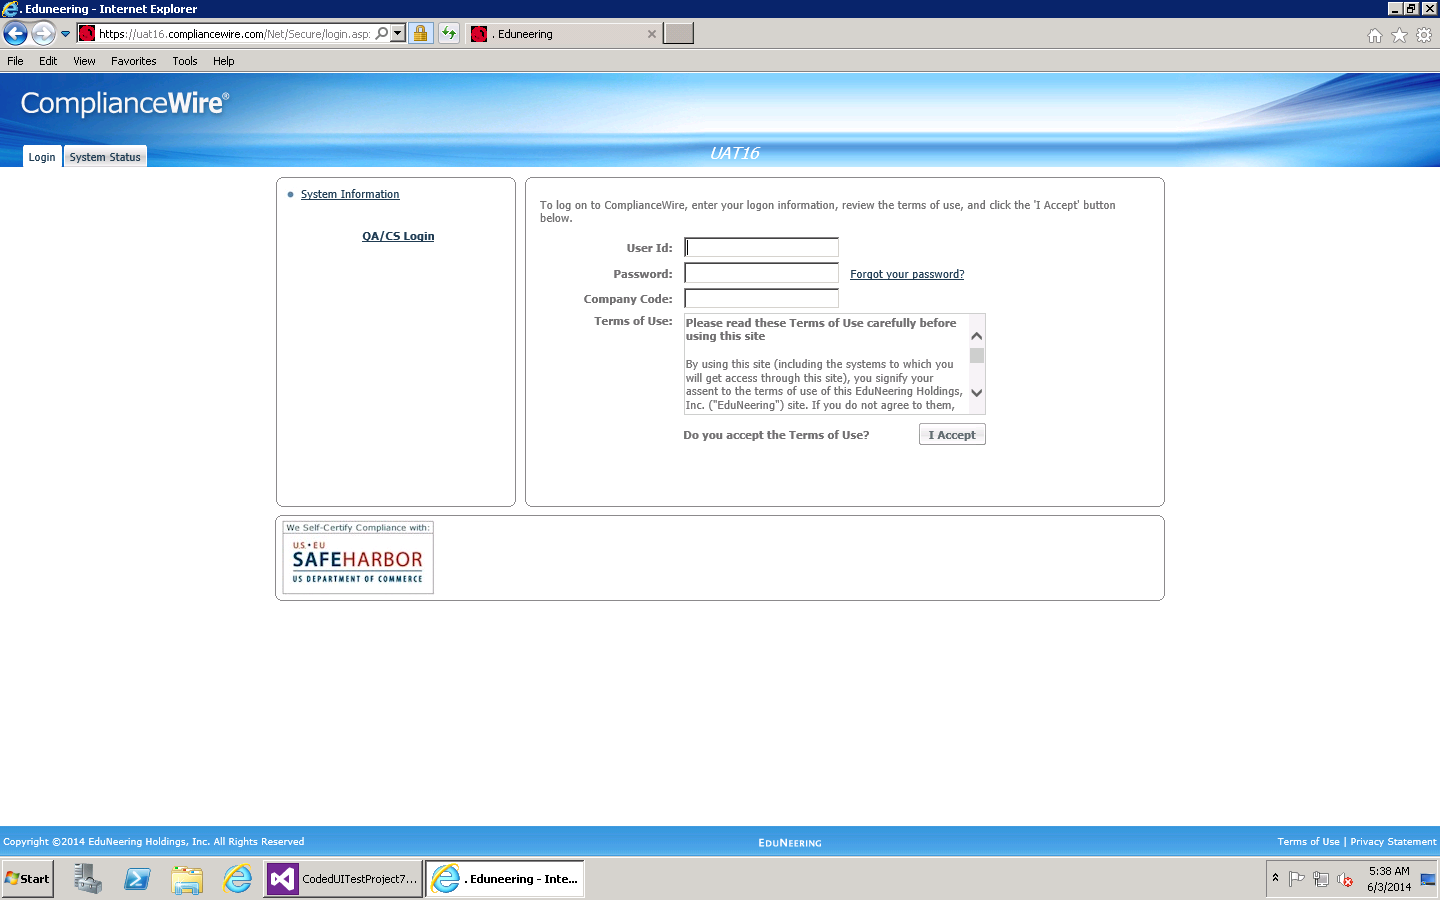 . Eduneering - Internet Explorer
https://uat16.compliancewire.com/Net/Secure/login.asp:
. Eduneering
File Edit View Favorites Tools Help
ComplianceWire®
Login System Status
UAT16
System Information
QA/CS Login
To log on to ComplianceWire, enter your logon information, review the terms of use, and click the 'I Accept' button
below.
User Id:
Password:
Forgot your password?
Company Code:
Terms of Use:
Please read these Terms of Use carefully before
using this site
By using this site (including the systems to which you
will get access through this site), you signify your
assent to the terms of use of this EduNeering Holdings,
Inc. ("EduNeering") site. If you do not agree to them,
Do you accept the Terms of Use?
I Accept
We Self-Certify Compliance with:
U.S. • EU
SAFEHARBOR
US DEPARTMENT OF COMMERCE
Copyright ©2014 EduNeering Holdings, Inc. All Rights Reserved
EDUNEERING
Terms of Use | Privacy Statement
Start
CodedUITestProject7...
. Eduneering - Inte...
5:38 AM
6/3/2014